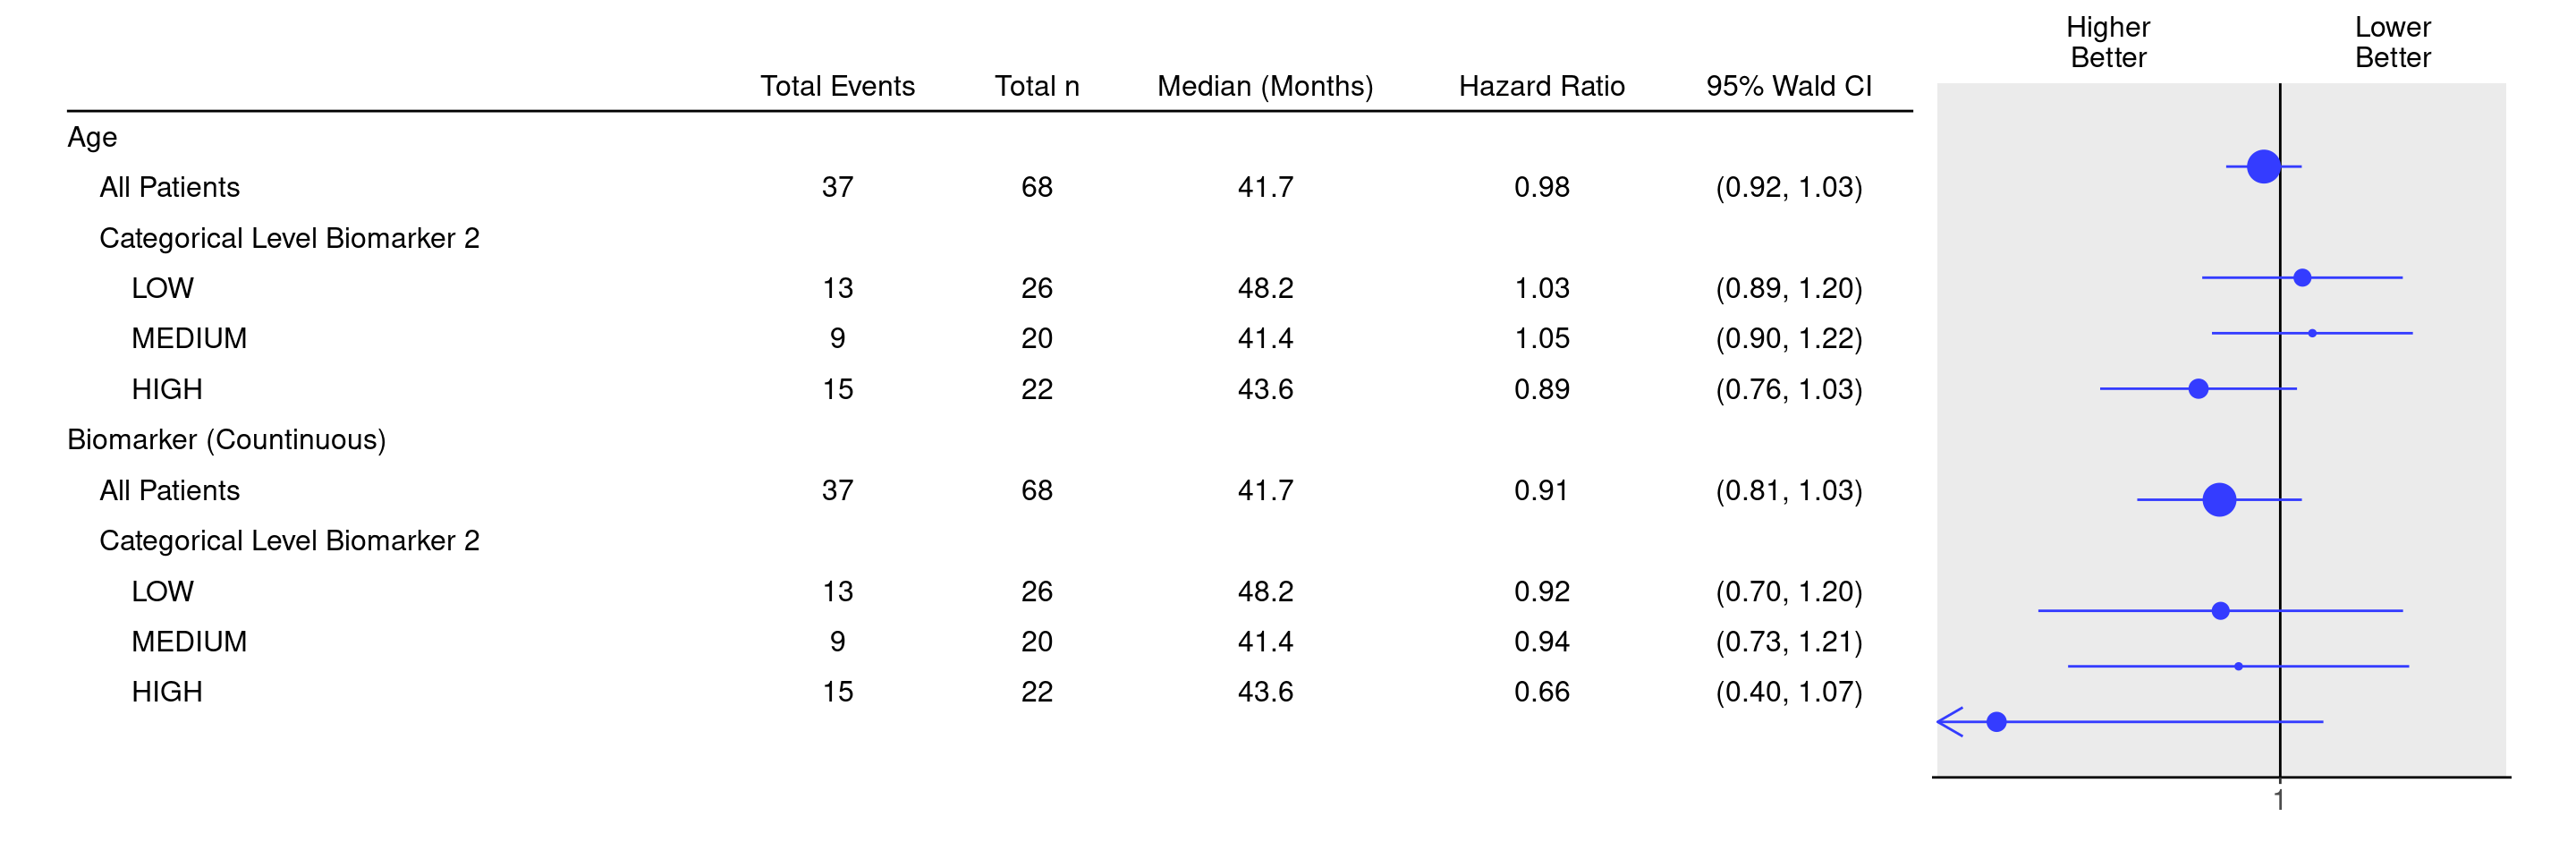 Higher Lower
Better Better
Total Events Total n Median (Months) Hazard Ratio 95% Wald CI
Age
All Patients 37 68 41.7 0.98 (0.92, 1.03)
Categorical Level Biomarker 2
LOW 13 26 48.2 1.03 (0.89, 1.20)
MEDIUM 9 20 41.4 1.05 (0.90, 1.22)
HIGH 15 22 43.6 0.89 (0.76, 1.03)
Biomarker (Countinuous)
All Patients 37 68 41.7 0.91 (0.81, 1.03)
Categorical Level Biomarker 2
LOW 13 26 48.2 0.92 (0.70, 1.20)
MEDIUM 9 20 41.4 0.94 (0.73, 1.21)
HIGH 15 22 43.6 0.66 (0.40, 1.07)
1